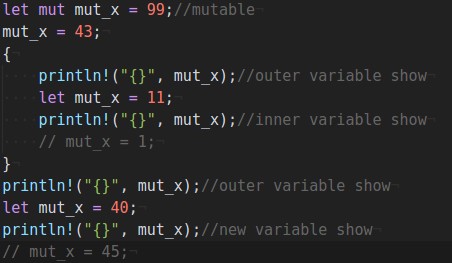 let mut mut_x = 99;//mutable
mut_x = 43;
{
    println!("{}", mut_x);//outer variable show
    let mut_x = 11;
    println!("{}", mut_x);//inner variable show
    // mut_x = 1;
}
println!("{}", mut_x);//outer variable show
let mut_x = 40;
println!("{}", mut_x);//new variable show
// mut_x = 45;